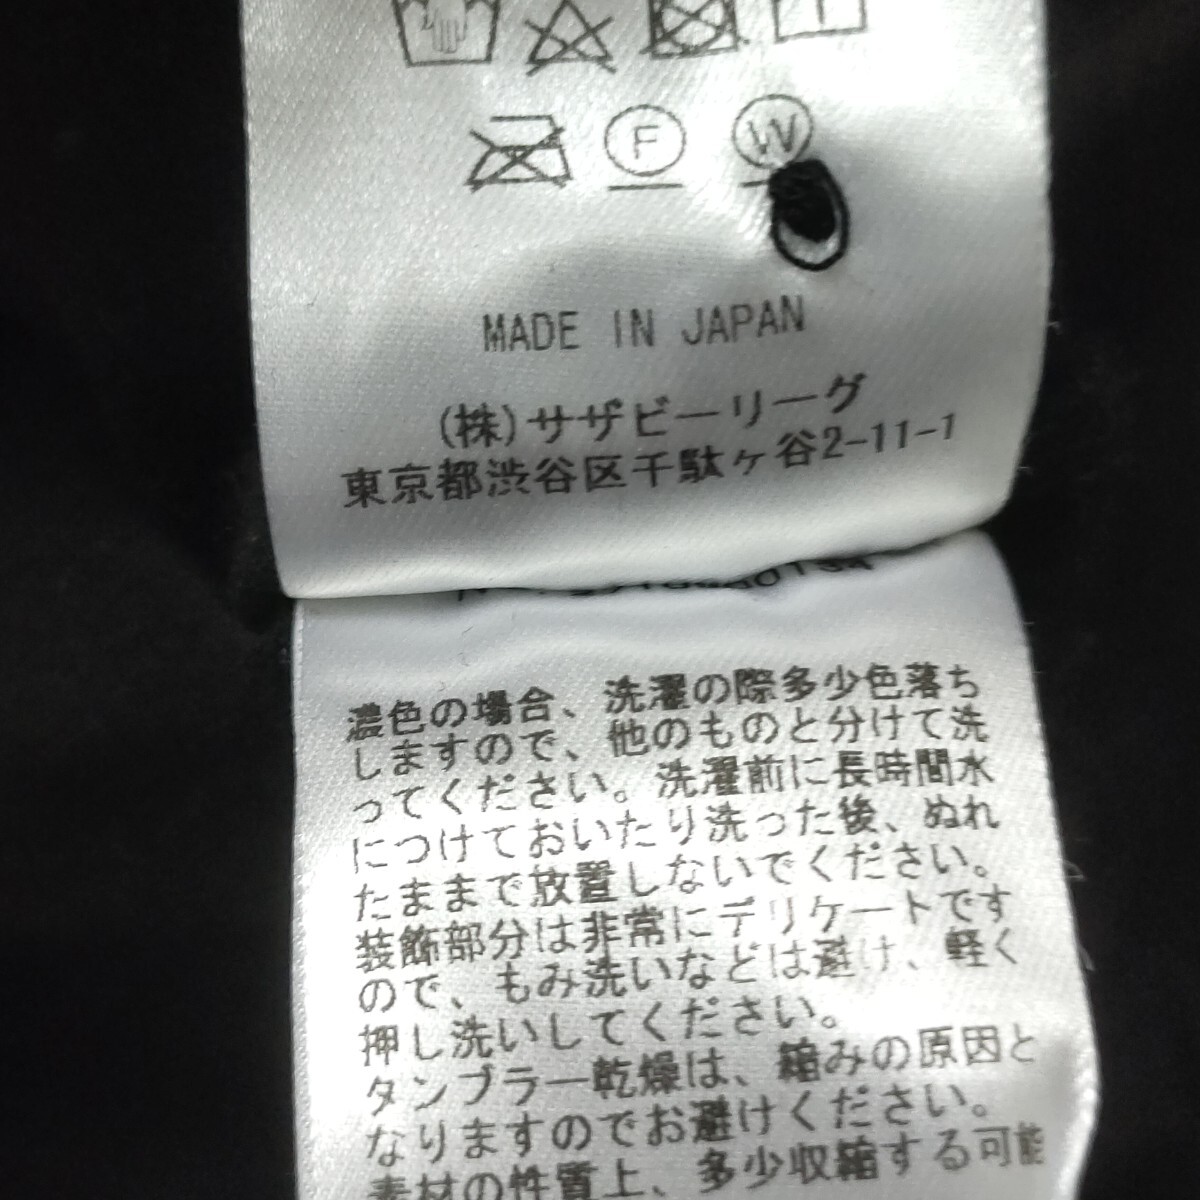 F W
MADE IN JAPAN
(株)サザビーリーグ
東京都渋谷区千駄ヶ谷2-11-1
濃色の場合、洗濯の際多少色落ち
しますので、他のものと分けて洗
ってください。洗濯前に長時間水
につけておいたり洗った後、ぬれ
たままで放置しないでください。
装飾部分は非常にデリケートです
ので、もみ洗いなどは避け、軽く
押し洗いしてください。
タンブラー乾燥は、縮みの原因と
なりますのでお避けください。
素材の性質上、多少収縮する可能